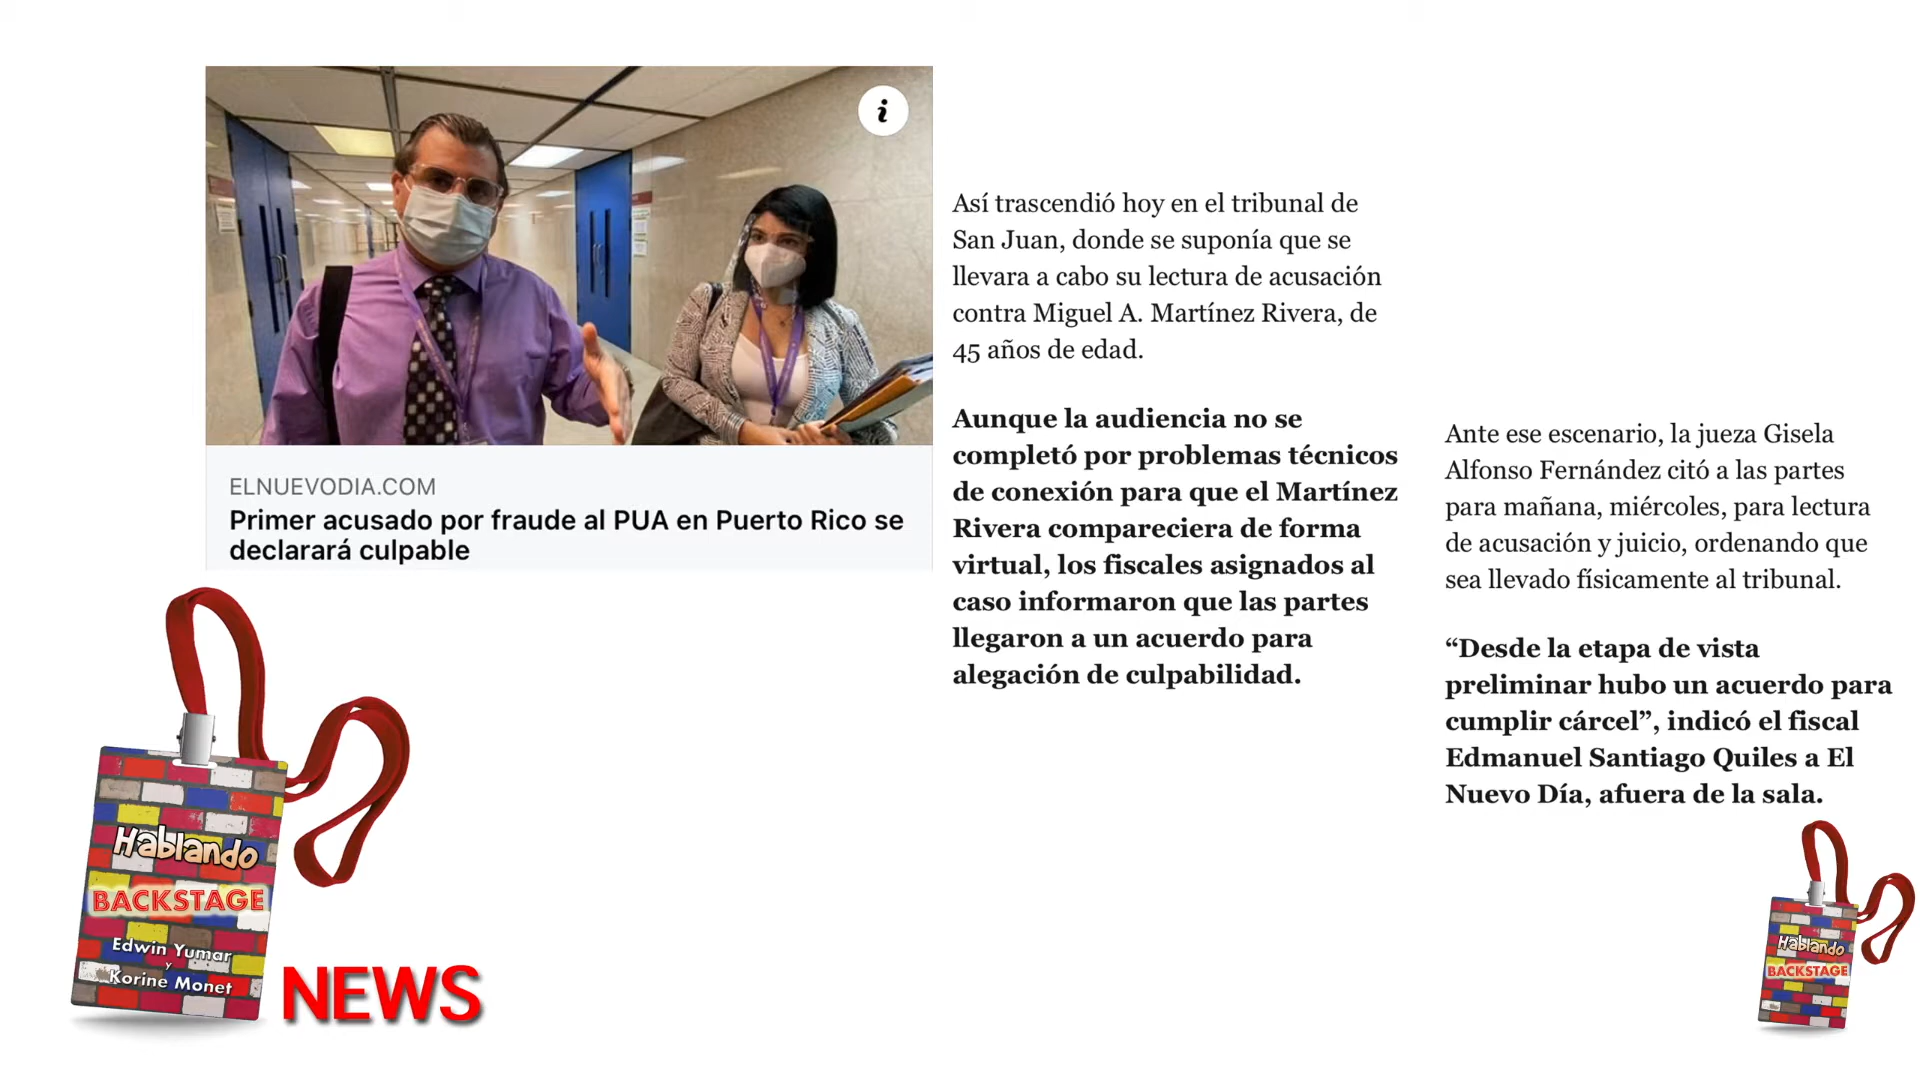 ELNUEVODIA.COM
Primer acusado por fraude al PUA en Puerto Rico se
declarará culpable
Así trascendió hoy en el tribunal de
San Juan, donde se suponía que se
llevara a cabo su lectura de acusación
contra Miguel A. Martínez Rivera, de
45 años de edad.
Aunque la audiencia no se
completó por problemas técnicos
de conexión para que el Martínez
Rivera compareciera de forma
virtual, los fiscales asignados al
caso informaron que las partes
llegaron a un acuerdo para
alegación de culpabilidad.
Ante ese escenario, la jueza Gisela
Alfonso Fernández citó a las partes
para mañana, miércoles, para lectura
de acusación y juicio, ordenando que
sea llevado físicamente al tribunal.
“Desde la etapa de vista
preliminar hubo un acuerdo para
cumplir cárcel”, indicó el fiscal
Edmanuel Santiago Quiles a El
Nuevo Día, afuera de la sala.
Hablando
BACKSTAGE
Edwin Yumar
y
Korine Monet
NEWS
Hablando
BACKSTAGE